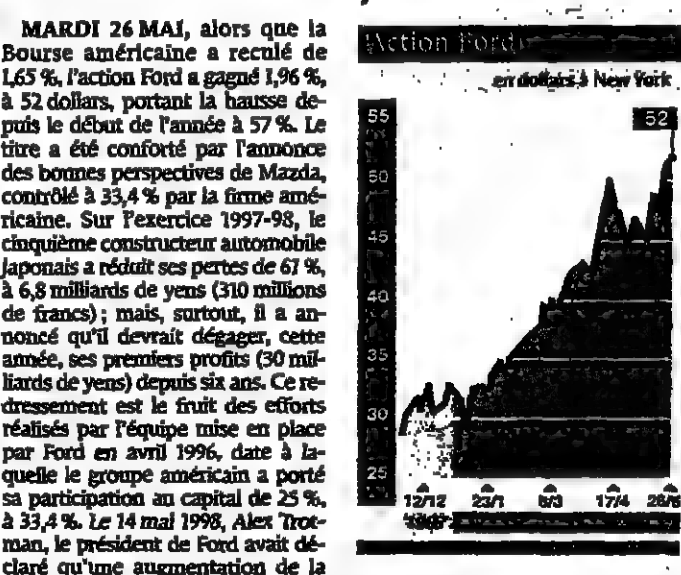 MARDI 26 MAI, alors que la
Bourse américaine a reculé de
1,65 %, l'action Ford a gagné 1,96 %,
à 52 dollars, portant la hausse de-
puis le début de l'année à 57 %. Le
titre a été conforté par l'annonce
des bonnes perspectives de Mazda,
contrôlé à 33,4 % par la firme amé-
ricaine. Sur l'exercice 1997-98, le
cinquième constructeur automobile
japonais a réduit ses pertes de 67 %,
à 6,8 milliards de yens (310 millions
de francs) ; mais, surtout, il a an-
noncé qu'il devrait dégager, cette
année, ses premiers profits (30 mil-
liards de yens) depuis six ans. Ce re-
dressement est le fruit des efforts
réalisés par l'équipe mise en place
par Ford en avril 1996, date à la-
quelle le groupe américain a porté
sa participation au capital de 25 %,
à 33,4 %. Le 14 mai 1998, Alex Trot-
man, le président de Ford avait dé-
claré qu'une augmentation de la
Action Ford
en dollars à New York
55
52
50
45
40
35
30
25
12/12 23/1 6/3 17/4